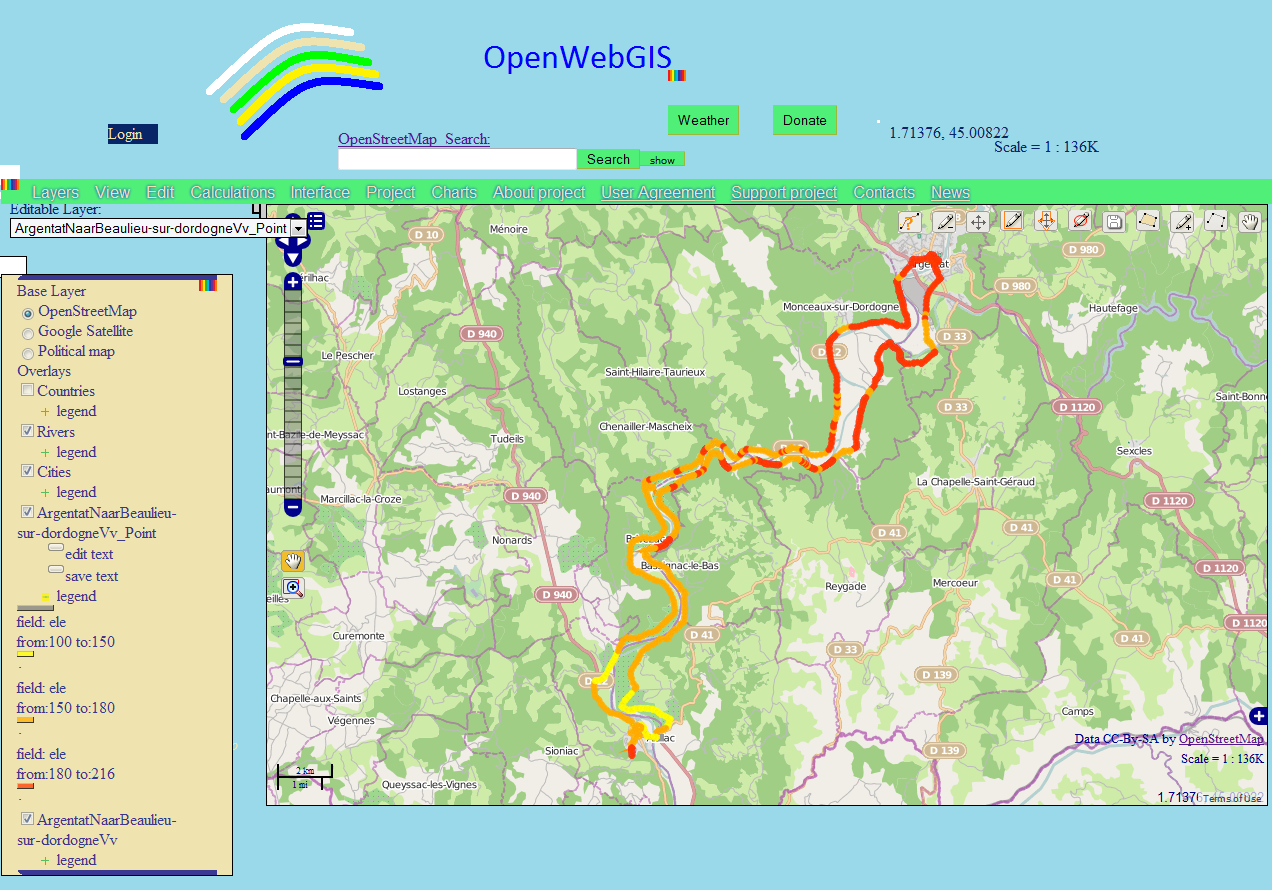 OpenWebGIS
Login
OpenStreetMap Search:
Search
show
Weather
Donate
1.71376, 45.00822
Scale = 1 : 136K
Layers View Edit Calculations Interface Project Charts About project User Agreement Support project Contacts News
Editable Layer:
ArgentatNaarBeaulieu-sur-dordogneVv_Point
Base Layer
OpenStreetMap
Google Satellite
Political map
Overlays
Countries
+ legend
Rivers
+ legend
Cities
+ legend
ArgentatNaarBeaulieu-
sur-dordogneVv_Point
edit text
save text
legend
field: ele
from:100 to:150
field: ele
from:150 to:180
field: ele
from:180 to:216
ArgentatNaarBeaulieu-
sur-dordogneVv
+ legend
Ménoire
D 10
D 980
D 980
Monceaux-sur-Dordogne
Hautefage
D 940
D 33
Le Pescher
Saint-Hilaire-Taurieux
Lostanges
Saint-Bonne
D 33
D 1120
Chenailler-Mascheix
nt-Bazile-de-Meyssac
Tudeils
Sexcles
La Chapelle-Saint-Géraud
Marcillac-la-Croze
D 940
D 1120
D 41
D 41
Nonards
Bassignac-le-Bas
D 1120
D 41
Reygade
Mercoeur
D 940
D 1120
Curemonte
D 41
D 41
D 33
D 139
Chapelle-aux-Saints
Végennes
Camps
Sioniac
D 139
Queyssac-les-Vignes
2 km
1 mi
Data CC-By-SA by OpenStreetMap
Scale = 1 : 136K
Terms of Use